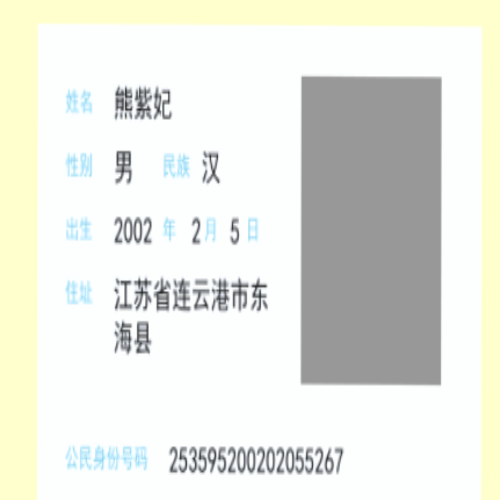 姓名 熊紫妃
性别 男 民族 汉
出生 2002 年 2 月 5 日
住址 江苏省连云港市东
海县
公民身份号码 253595200202055267